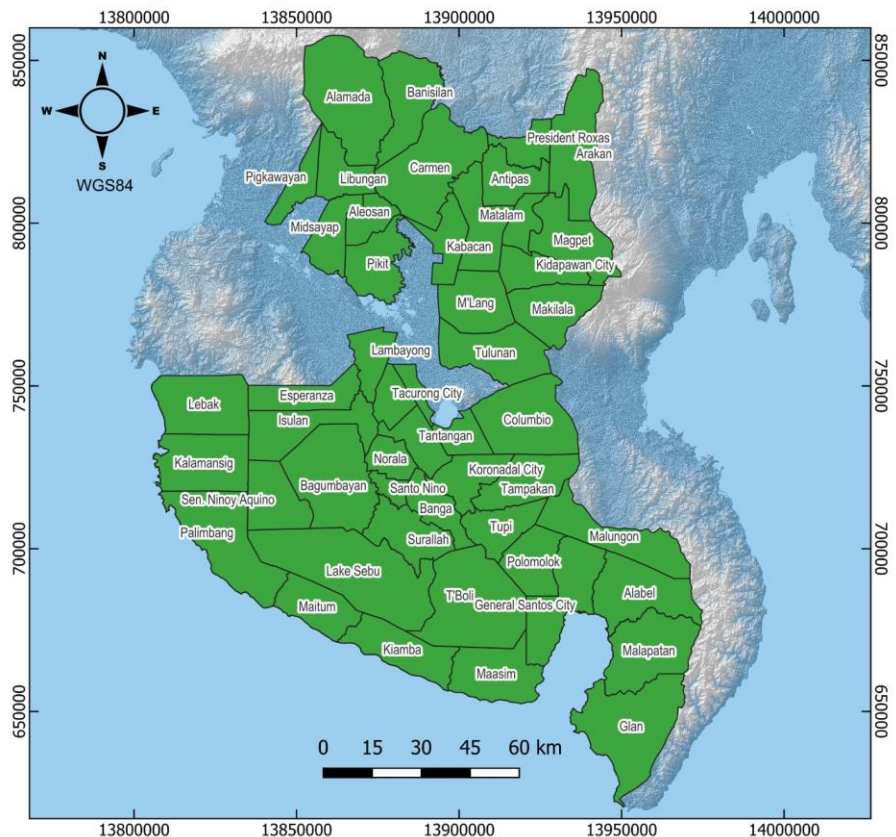 13800000 13850000 13900000 13950000 14000000
850000 850000
N
W E
S
WGS84
Alamada
Banisilan
President Roxas
Arakan
Pigkawayan
Libungan
Carmen
Antipas
Aleosan
Midsayap
Matalam
Magpet
Kabacan
Pikit
Kidapawan City
800000 800000
M'Lang
Makilala
Lambayong
Tulunan
750000 750000
Lebak
Esperanza
Tacurong City
Isulan
Columbio
Tantangan
Kalamansig
Norala
Koronadal City
Sen. Ninoy Aquino
Bagumbayan
Santo Nino
Tampakan
Banga
Palimbang
Surallah
Tupi
Malungon
700000 700000
Lake Sebu
Polomolok
T'Boli
Alabel
General Santos City
Maitum
Kiamba
Malapatan
Maasim
650000 650000
Glan
0 15 30 45 60 km
13800000 13850000 13900000 13950000 14000000